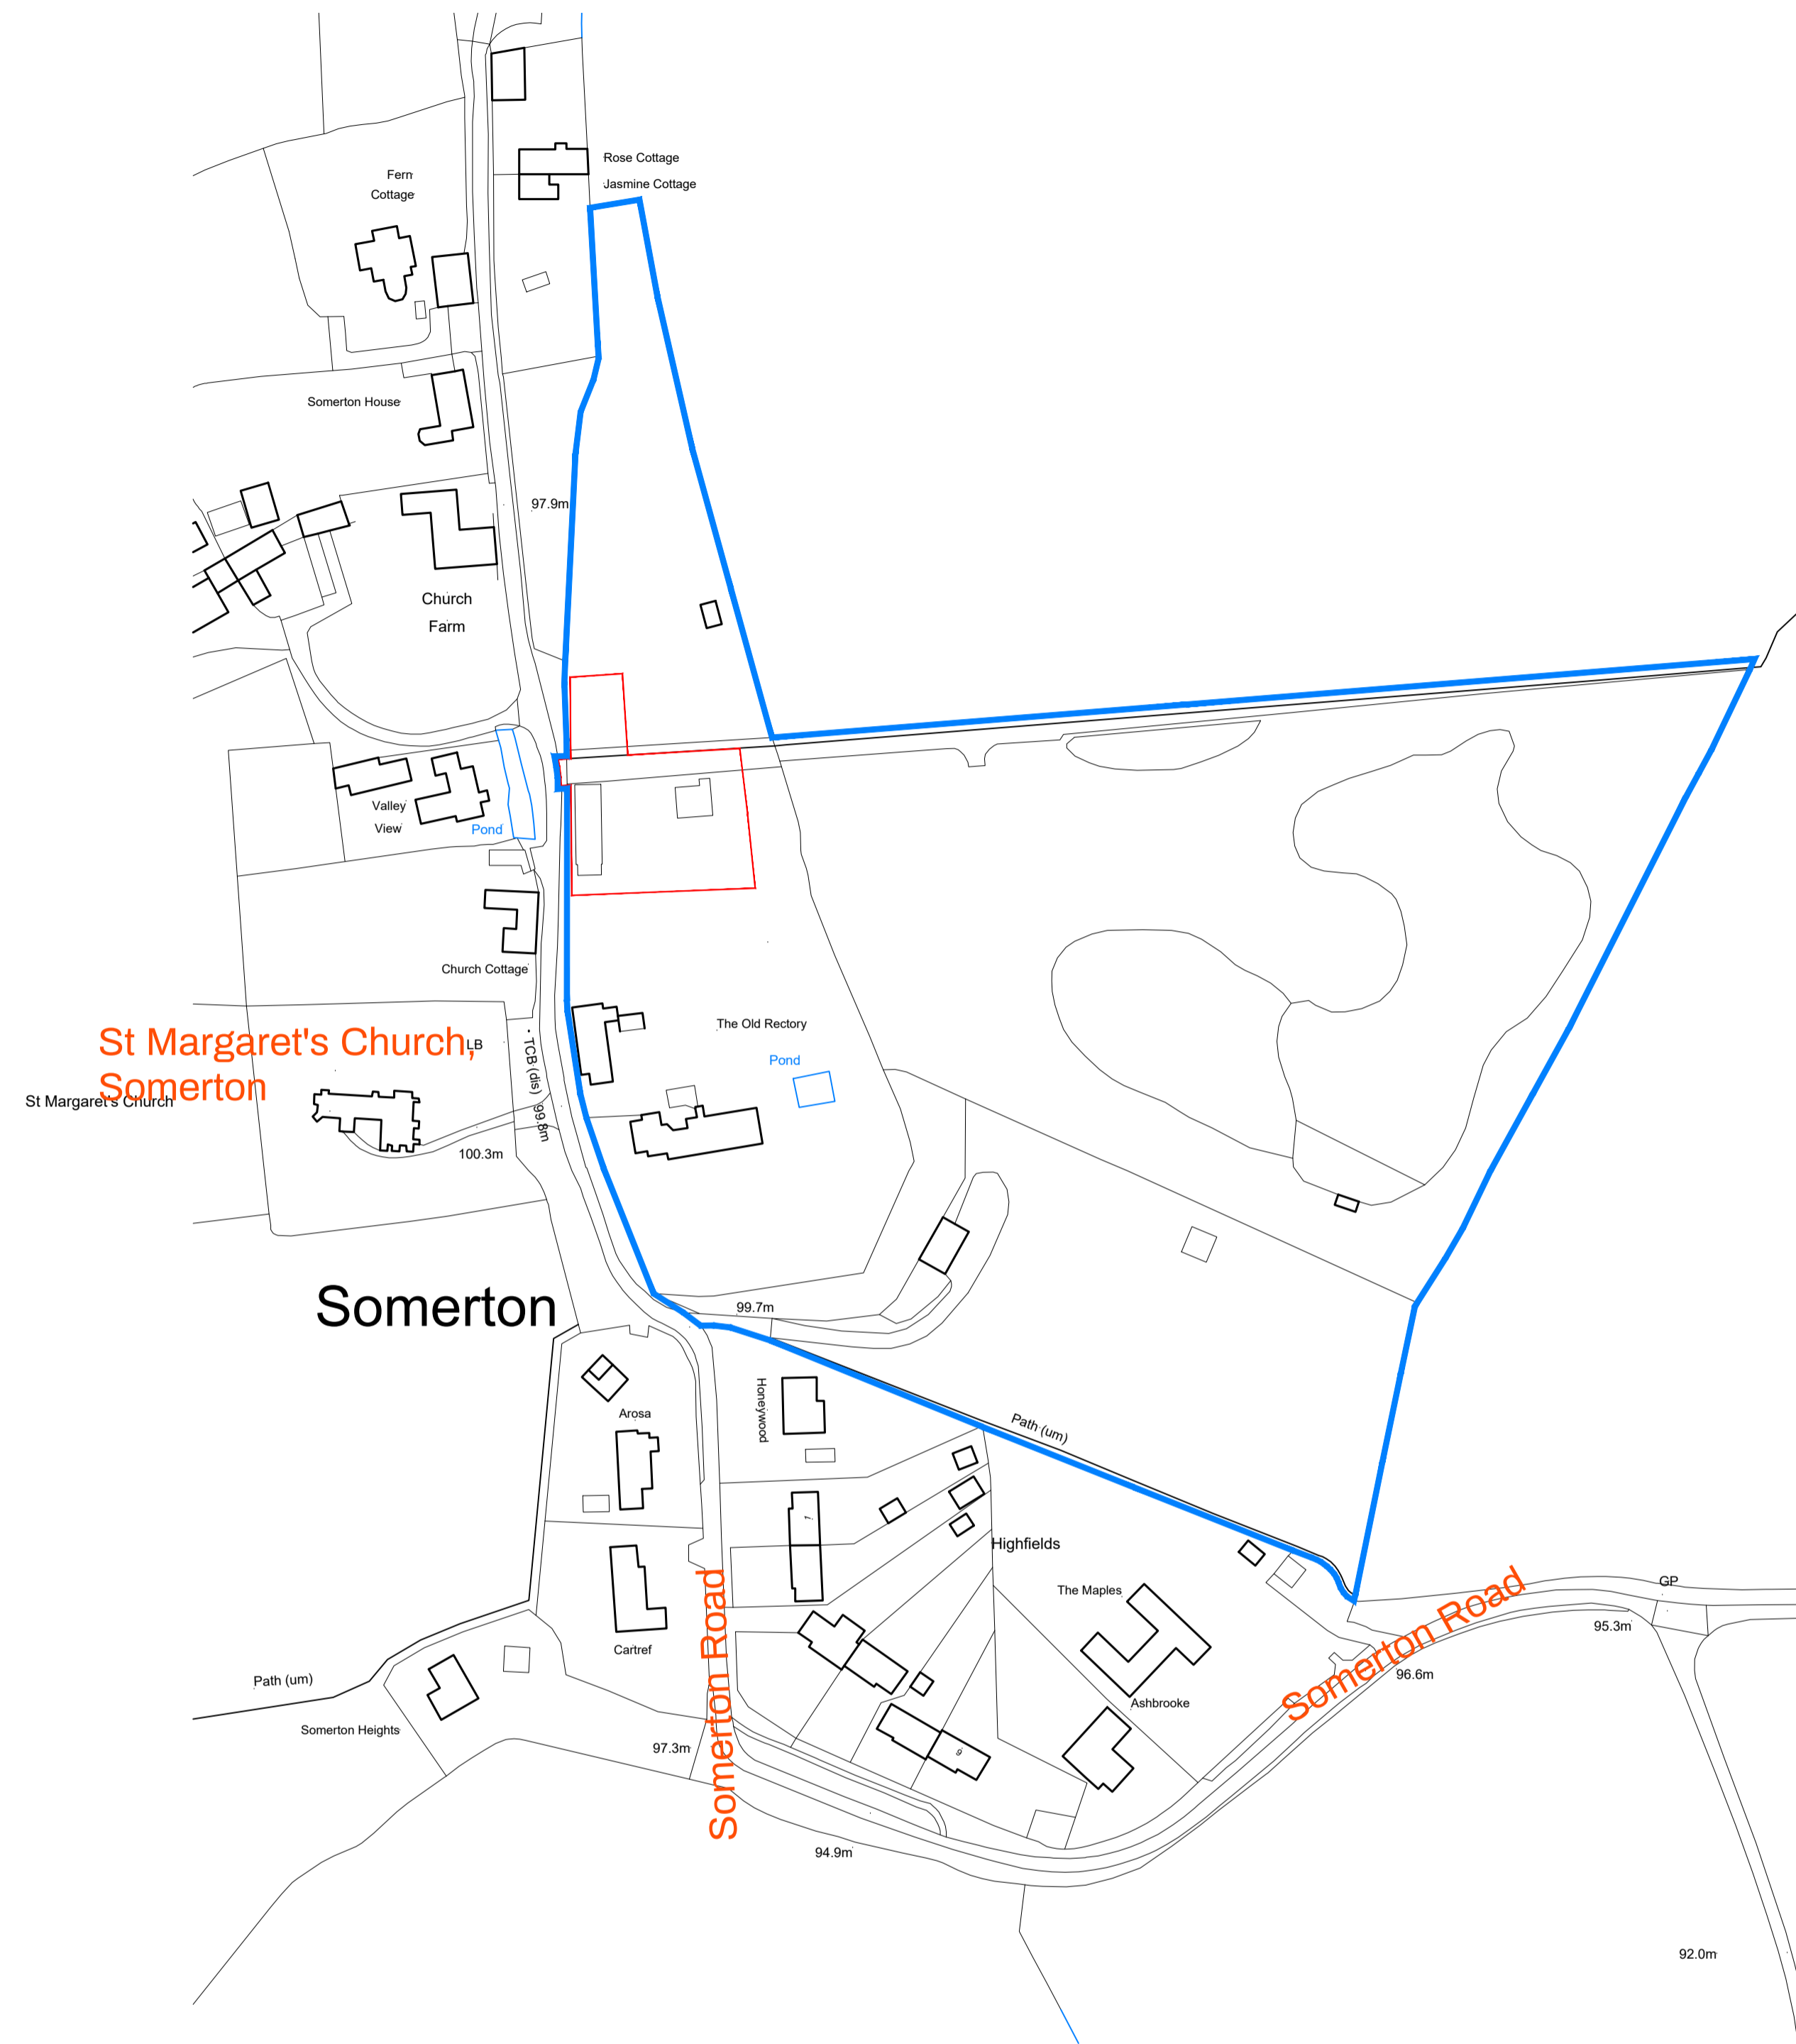 Rose Cottage
Jasmine Cottage
Fern
Cottage
Somerton House
97.9m
Church
Farm
Valley
View
Pond
Church Cottage
The Old Rectory
Pond
St Margaret's Church,
Somerton
LB
TCB (dis)
St Margaret's Church
99.8m
100.3m
Somerton
99.7m
Honeywood
Arosa
Path (um)
1
Highfields
The Maples
Somerton Road
GP
95.3m
96.6m
Cartref
Somerton Road
Path (um)
Somerton Heights
97.3m
Ashbrooke
9
94.9m
92.0m